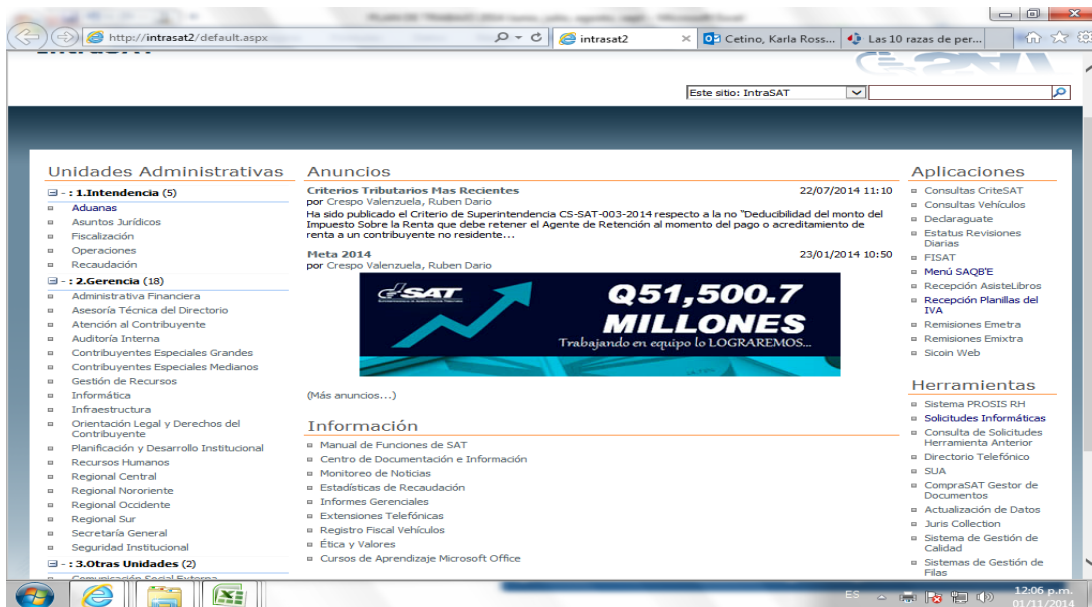 http://intrasat2/default.aspx
intrasat2
Cetino, Karla Ross...
Las 10 razas de per...
IntraSAT
Este sitio: IntraSAT
Unidades Administrativas
- : 1.Intendencia (5)
Aduanas
Asuntos Jurídicos
Fiscalización
Operaciones
Recaudación
- : 2.Gerencia (18)
Administrativa Financiera
Asesoría Técnica del Directorio
Atención al Contribuyente
Auditoría Interna
Contribuyentes Especiales Grandes
Contribuyentes Especiales Medianos
Gestión de Recursos
Informática
Infraestructura
Orientación Legal y Derechos del
Contribuyente
Planificación y Desarrollo Institucional
Recursos Humanos
Regional Central
Regional Nororiente
Regional Occidente
Regional Sur
Secretaría General
Seguridad Institucional
- : 3.Otras Unidades (2)
Comunicación Social Externa
Anuncios
Criterios Tributarios Mas Recientes 22/07/2014 11:10
por Crespo Valenzuela, Ruben Dario
Ha sido publicado el Criterio de Superintendencia CS-SAT-003-2014 respecto a la no "Deducibilidad del monto del
Impuesto Sobre la Renta que debe retener el Agente de Retención al momento del pago o acreditamiento de
renta a un contribuyente no residente...
Meta 2014 23/01/2014 10:50
por Crespo Valenzuela, Ruben Dario
SAT
Q51,500.7
MILLONES
Trabajando en equipo lo LOGRAREMOS...
(Más anuncios...)
Información
Manual de Funciones de SAT
Centro de Documentación e Información
Monitoreo de Noticias
Estadísticas de Recaudación
Informes Gerenciales
Extensiones Telefónicas
Registro Fiscal Vehículos
Ética y Valores
Cursos de Aprendizaje Microsoft Office
Aplicaciones
Consultas CriteSAT
Consultas Vehículos
Declaraguate
Estatus Revisiones
Diarias
FISAT
Menú SAQB'E
Recepción AsisteLibros
Recepción Planillas del
IVA
Remisiones Emetra
Remisiones Emixtra
Sicoin Web
Herramientas
Sistema PROSIS RH
Solicitudes Informáticas
Consulta de Solicitudes
Herramienta Anterior
Directorio Telefónico
SUA
CompraSAT Gestor de
Documentos
Actualización de Datos
Juris Collection
Sistema de Gestión de
Calidad
Sistemas de Gestión de
Filas
ES
12:06 p.m.
01/11/2014